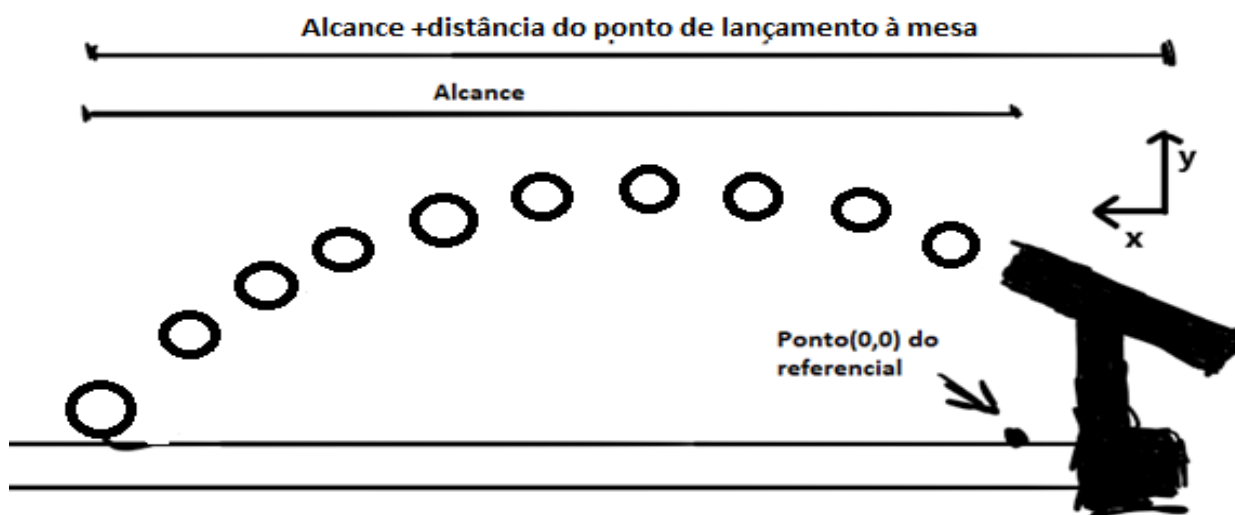 Alcance +distância do ponto de lançamento à mesa
Alcance
y
x
Ponto(0,0) do
referencial